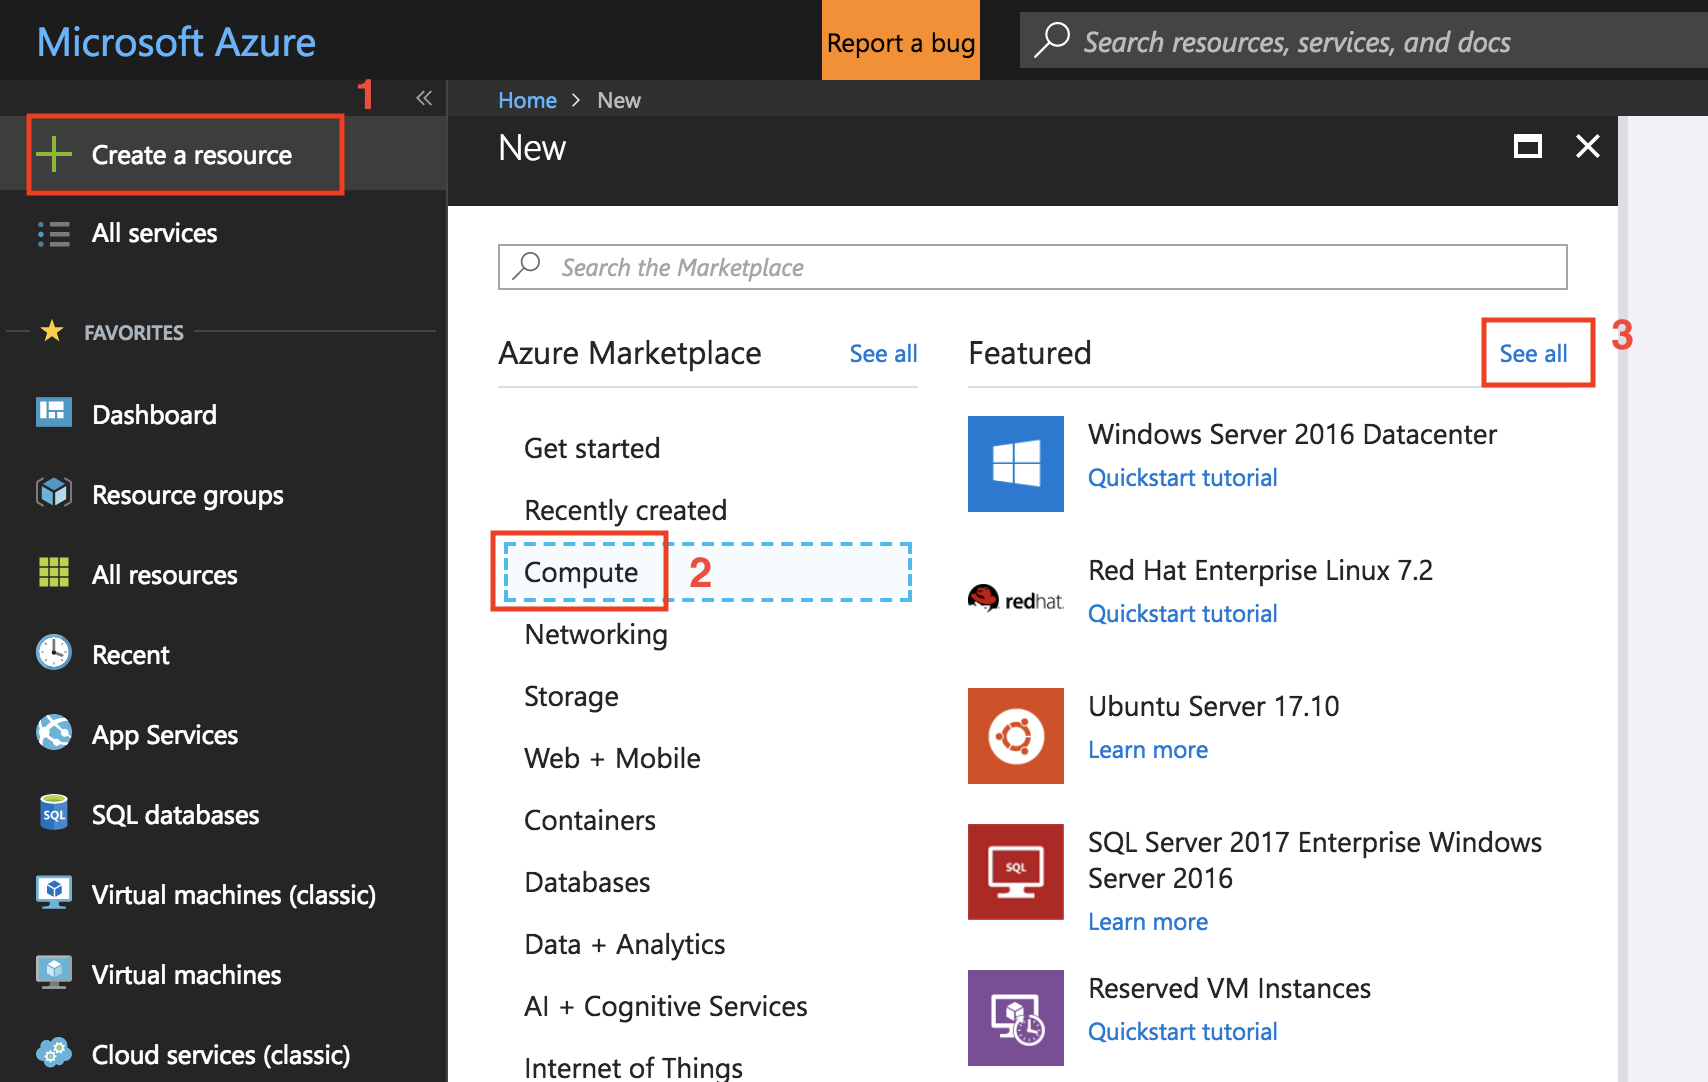 Microsoft Azure
Report a bug
Search resources, services, and docs
1
«
Home > New
Create a resource
New
All services
Search the Marketplace
FAVORITES
Azure Marketplace
See all
Featured
See all
3
Dashboard
Resource groups
All resources
Recent
App Services
SQL
SQL databases
Virtual machines (classic)
Virtual machines
Cloud services (classic)
Get started
Recently created
Compute
2
Networking
Storage
Web + Mobile
Containers
Databases
Data + Analytics
AI + Cognitive Services
Internet of Things
Windows Server 2016 Datacenter
Quickstart tutorial
redhat.
Red Hat Enterprise Linux 7.2
Quickstart tutorial
Ubuntu Server 17.10
Learn more
SQL
SQL Server 2017 Enterprise Windows
Server 2016
Learn more
Reserved VM Instances
Quickstart tutorial